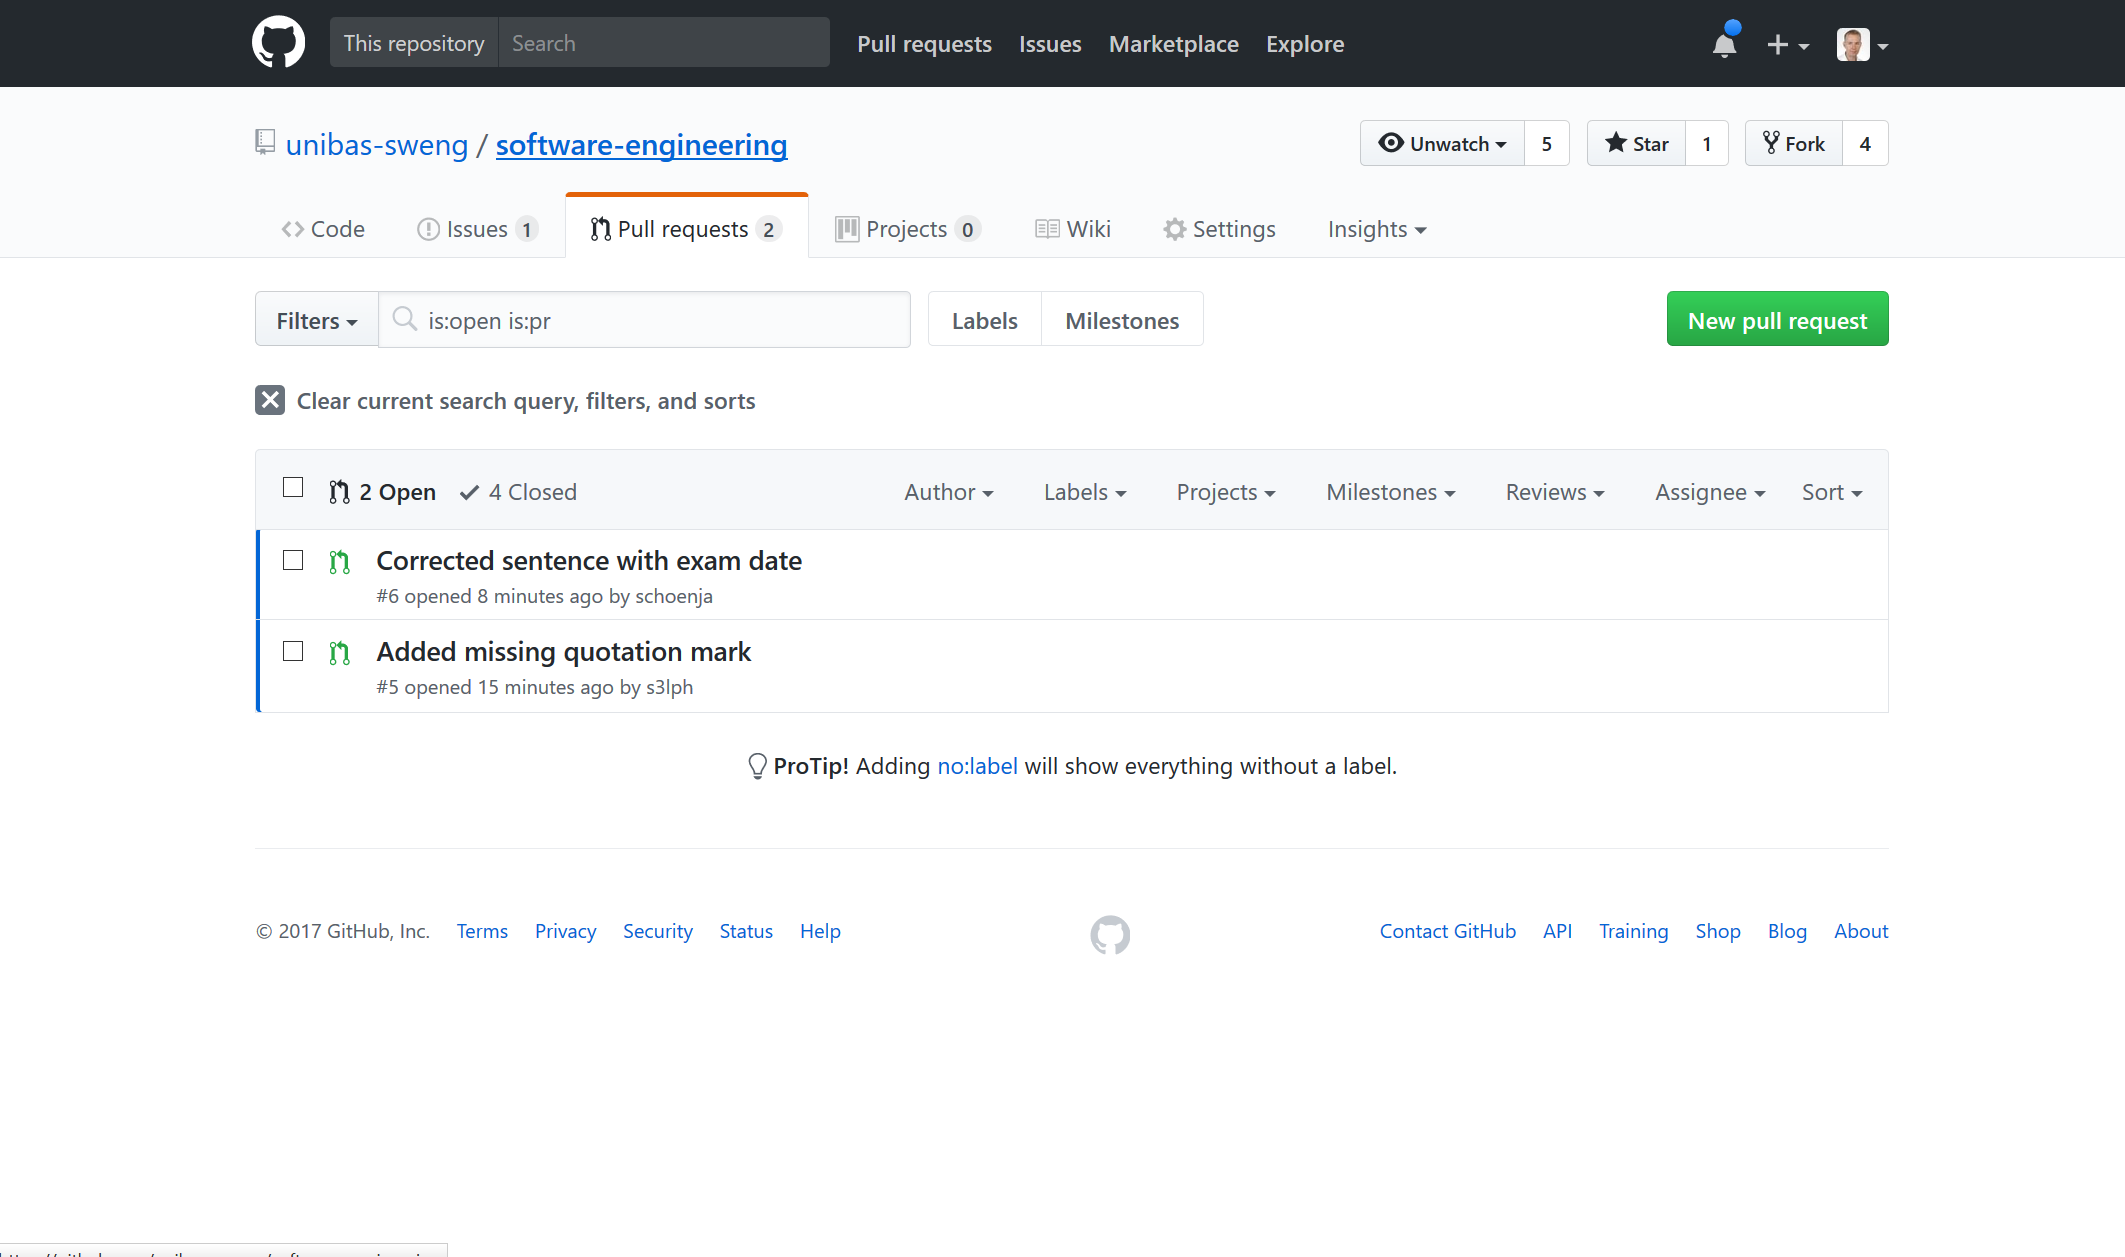 This repository Search Pull requests Issues Marketplace Explore
unibas-sweng / software-engineering Unwatch 5 Star 1 Fork 4
Code Issues 1 Pull requests 2 Projects 0 Wiki Settings Insights
Filters is:open is:pr Labels Milestones New pull request
Clear current search query, filters, and sorts
2 Open 4 Closed Author Labels Projects Milestones Reviews Assignee Sort
Corrected sentence with exam date
#6 opened 8 minutes ago by schoenja
Added missing quotation mark
#5 opened 15 minutes ago by s3lph
ProTip! Adding no:label will show everything without a label.
© 2017 GitHub, Inc. Terms Privacy Security Status Help Contact GitHub API Training Shop Blog About